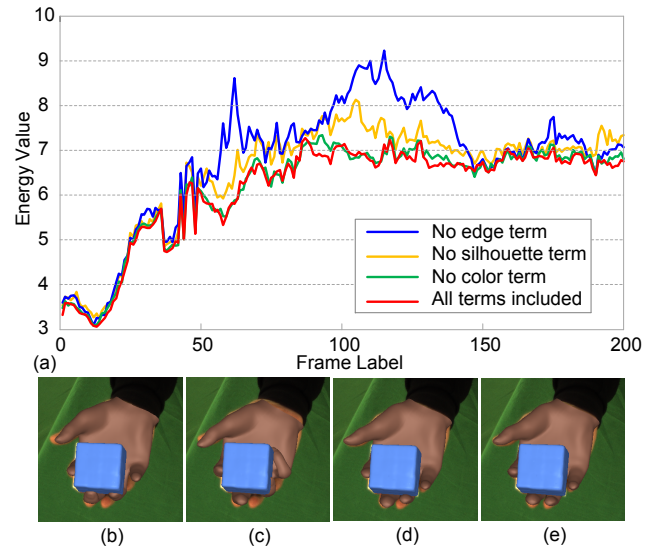 10
9
8
7
6
5
4
3
Energy Value
No edge term
No silhouette term
No color term
All terms included
0 50 100 150 200
(a) Frame Label
(b) (c) (d) (e)